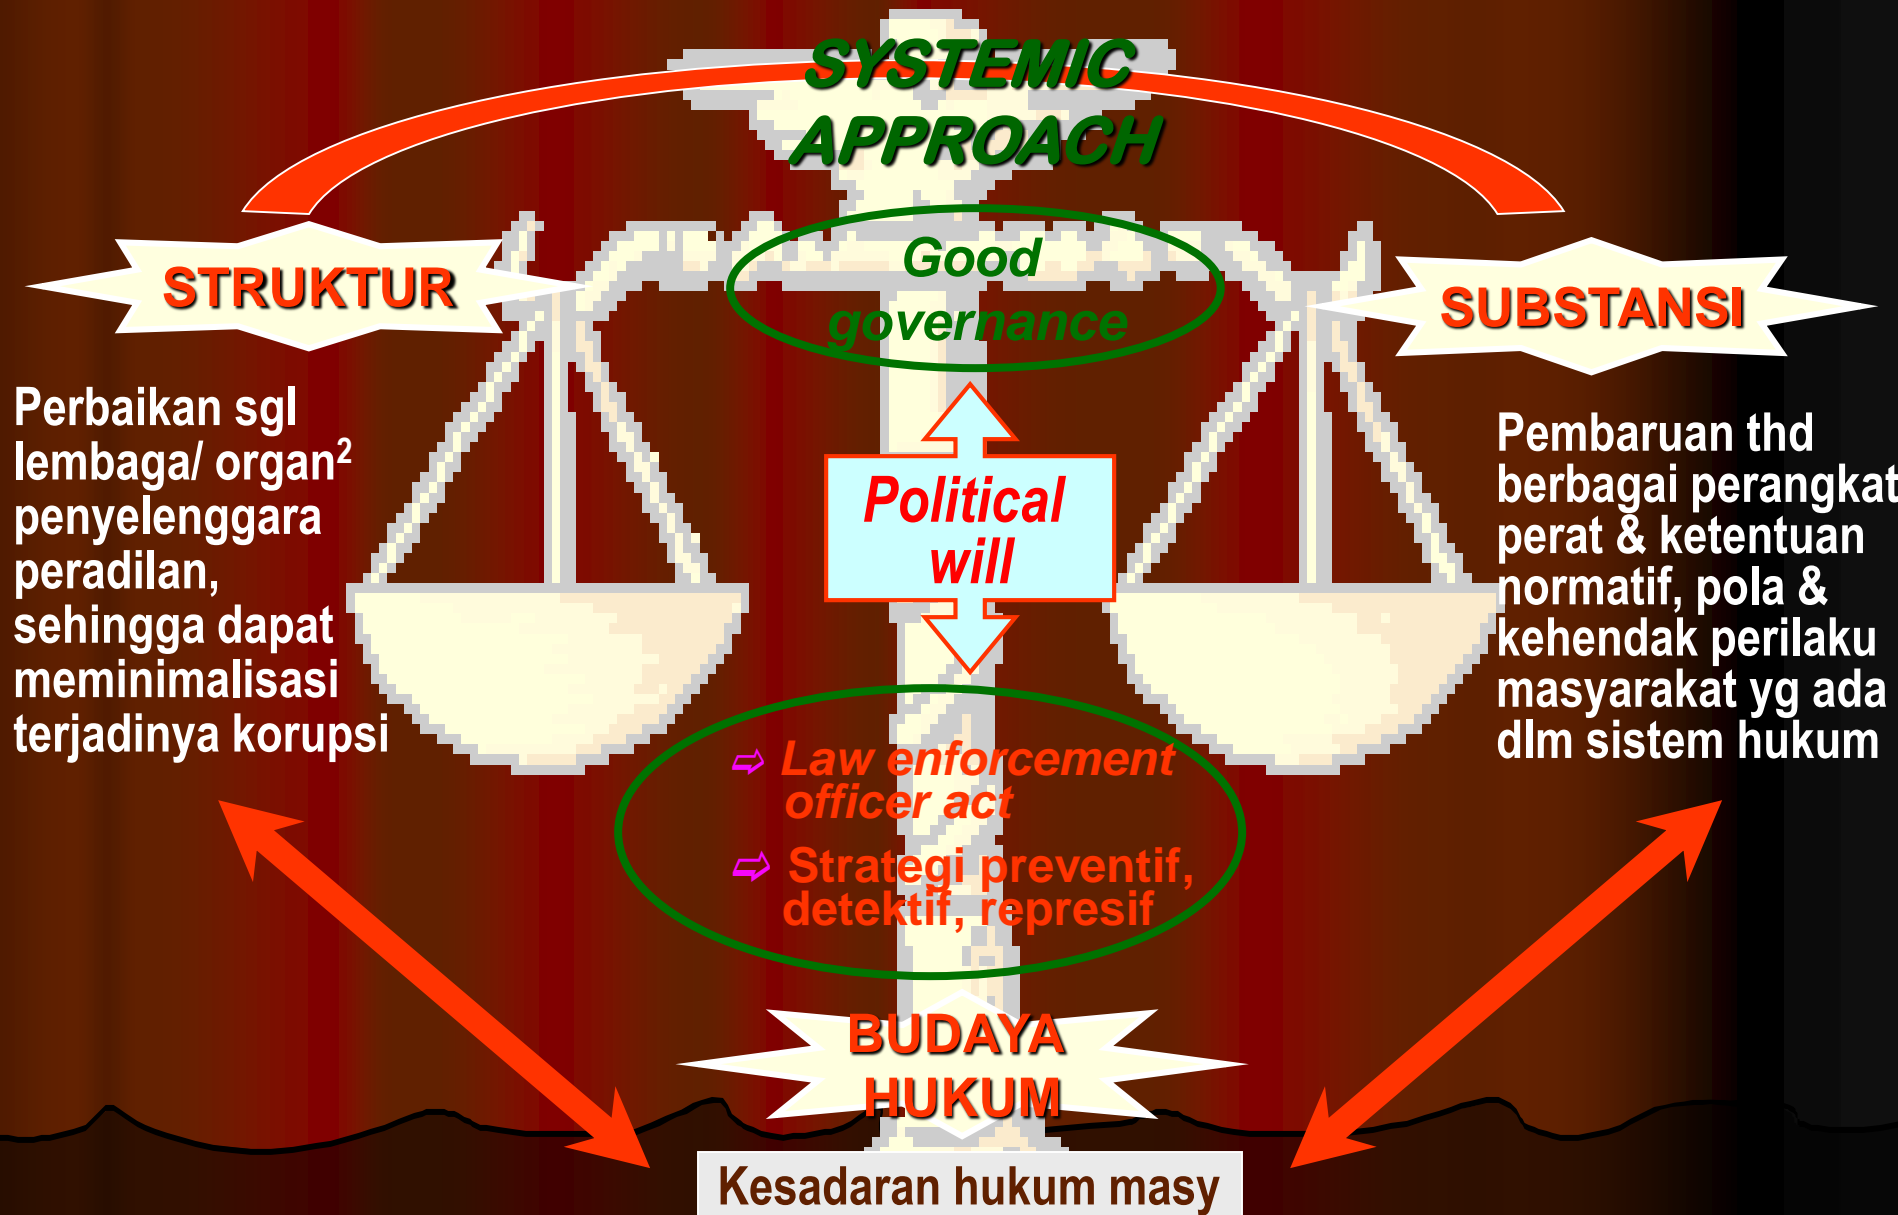 SYSTEMIC
APPROACH
STRUKTUR
Good
governance
SUBSTANSI
Perbaikan sgl
lembaga/ organ²
penyelenggara
peradilan,
sehingga dapat
meminimalisasi
terjadinya korupsi
Political
will
Pembaruan thd
berbagai perangkat
perat & ketentuan
normatif, pola &
kehendak perilaku
masyarakat yg ada
dlm sistem hukum
⇨ Law enforcement
officer act
⇨ Strategi preventif,
detektif, represif
BUDAYA
HUKUM
Kesadaran hukum masy